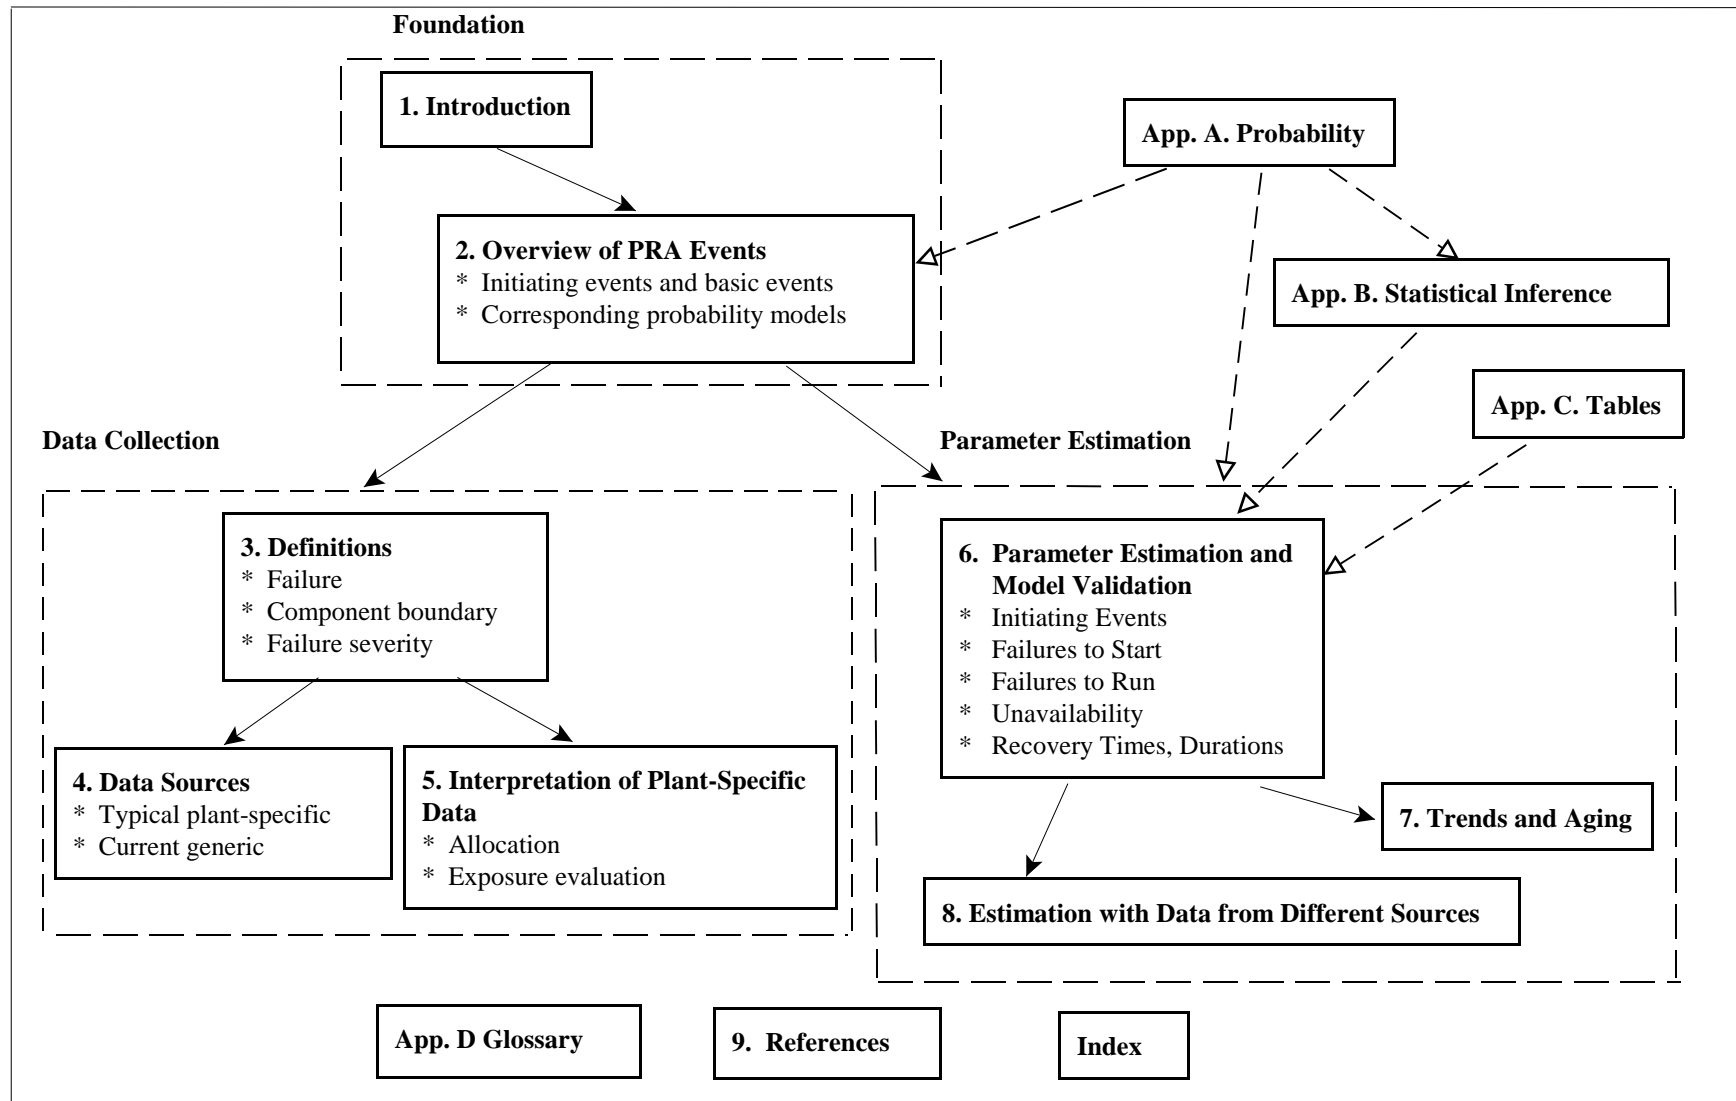 Foundation
1. Introduction
App. A. Probability
2. Overview of PRA Events
* Initiating events and basic events
* Corresponding probability models
App. B. Statistical Inference
App. C. Tables
Data Collection
Parameter Estimation
3. Definitions
* Failure
* Component boundary
* Failure severity
4. Data Sources
* Typical plant-specific
* Current generic
5. Interpretation of Plant-Specific
Data
* Allocation
* Exposure evaluation
6. Parameter Estimation and
Model Validation
* Initiating Events
* Failures to Start
* Failures to Run
* Unavailability
* Recovery Times, Durations
7. Trends and Aging
8. Estimation with Data from Different Sources
App. D Glossary
9. References
Index